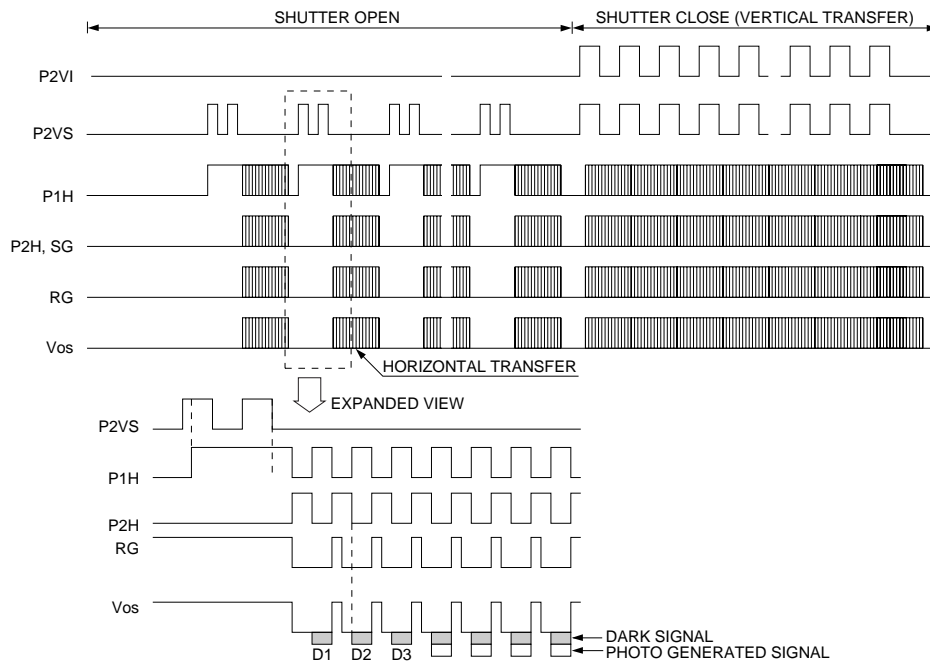 SHUTTER OPEN
SHUTTER CLOSE (VERTICAL TRANSFER)
P2VI
P2VS
P1H
P2H, SG
RG
Vos
HORIZONTAL TRANSFER
EXPANDED VIEW
P2VS
P1H
P2H
RG
Vos
D1 D2 D3
DARK SIGNAL
PHOTO GENERATED SIGNAL